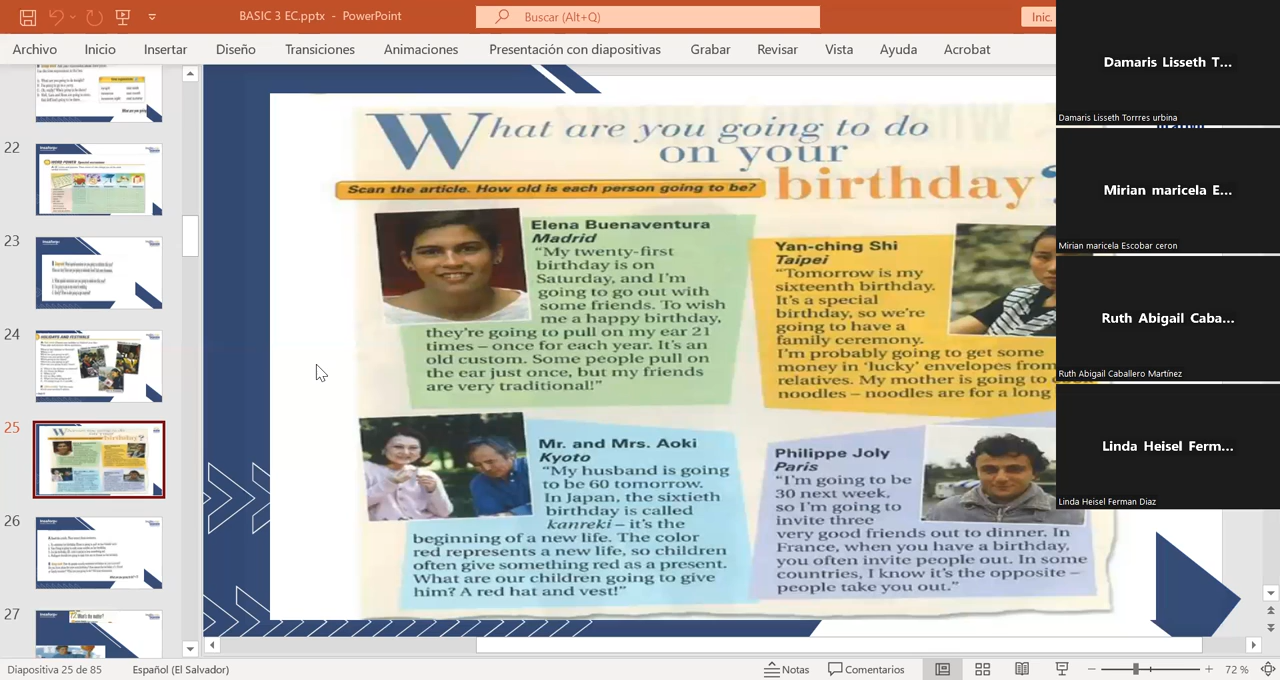 BASIC 3 EC.pptx - PowerPoint
Buscar (Alt+Q)
Inic.
Archivo
Inicio
Insertar
Diseño
Transiciones
Animaciones
Presentación con diapositivas
Grabar
Revisar
Vista
Ayuda
Acrobat
22
23
24
25
26
27
What are you going to do
on your
birthday?
Scan the article. How old is each person going to be?
Elena Buenaventura
Madrid
“My twenty-first
birthday is on
Saturday, and I’m
going to go out with
some friends. To wish
me a happy birthday,
they’re going to pull on my ear 21
times – once for each year. It’s an
old custom. Some people pull on
the ear just once, but my friends
are very traditional!”
Yan-ching Shi
Taipei
“Tomorrow is my
sixteenth birthday.
It’s a special
birthday, so we’re
going to have a
family ceremony.
I’m probably going to get some
money in ‘lucky’ envelopes from
relatives. My mother is going to
noodles – noodles are for a long
Mr. and Mrs. Aoki
Kyoto
“My husband is going
to be 60 tomorrow.
In Japan, the sixtieth
birthday is called
kanreki – it’s the
beginning of a new life. The color
red represents a new life, so children
often give something red as a present.
What are our children going to give
him? A red hat and vest!”
Philippe Joly
Paris
“I’m going to be
30 next week,
so I’m going to
invite three
very good friends out to dinner. In
France, when you have a birthday,
you often invite people out. In some
countries, I know it’s the opposite –
people take you out.”
Damaris Lisseth T...
Damaris Lisseth Torrres urbina
Mirian maricela E...
Mirian maricela Escobar ceron
Ruth Abigail Caba...
Ruth Abigail Caballero Martínez
Linda Heisel Ferm...
Linda Heisel Ferman Diaz
Diapositiva 25 de 85
Español (El Salvador)
Notas
Comentarios
72 %